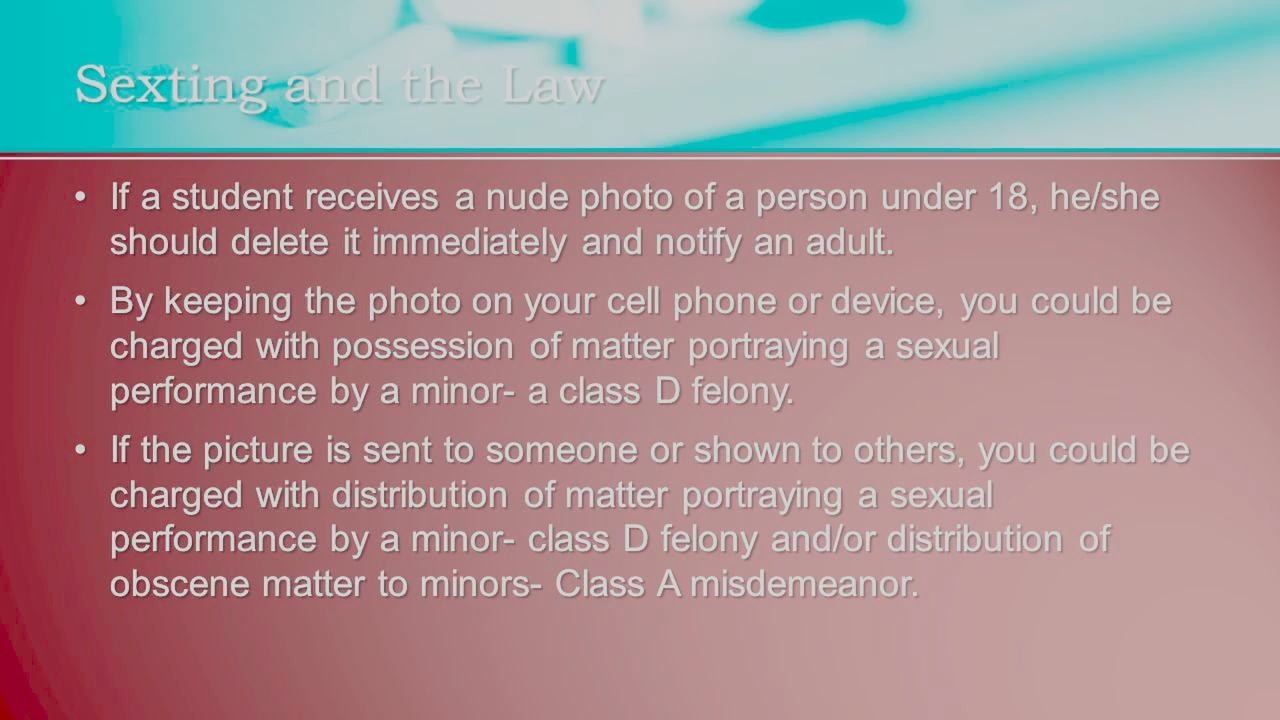 Sexting and the Law
• If a student receives a nude photo of a person under 18, he/she
should delete it immediately and notify an adult.
• By keeping the photo on your cell phone or device, you could be
charged with possession of matter portraying a sexual
performance by a minor- a class D felony.
• If the picture is sent to someone or shown to others, you could be
charged with distribution of matter portraying a sexual
performance by a minor- class D felony and/or distribution of
obscene matter to minors- Class A misdemeanor.